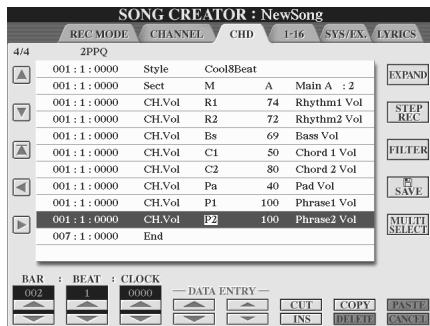 SONG CREATOR : NewSong
REC MODE CHANNEL CHD 1-16 SYS/EX. LYRICS
4/4 2PPQ
001 : 1 : 0000 Style Cool8Beat
001 : 1 : 0000 Sect M A Main A : 2
001 : 1 : 0000 CH.Vol R1 74 Rhythm1 Vol
001 : 1 : 0000 CH.Vol R2 72 Rhythm2 Vol
001 : 1 : 0000 CH.Vol Bs 69 Bass Vol
001 : 1 : 0000 CH.Vol C1 50 Chord 1 Vol
001 : 1 : 0000 CH.Vol C2 80 Chord 2 Vol
001 : 1 : 0000 CH.Vol Pa 40 Pad Vol
001 : 1 : 0000 CH.Vol P1 100 Phrase1 Vol
001 : 1 : 0000 CH.Vol P2 100 Phrase2 Vol
007 : 1 : 0000 End
EXPAND
STEP
REC
FILTER
SAVE
MULTI
SELECT
BAR : BEAT : CLOCK
002 1 0000
DATA ENTRY
CUT COPY PASTE
INS DELETE CANCEL